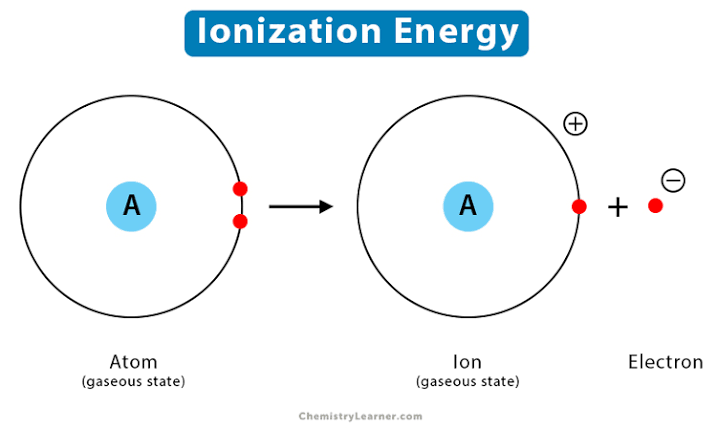 Ionization Energy
⊕
⊖
A
A
+
Atom
(gaseous state)
Ion
(gaseous state)
Electron
ChemistryLearner.com